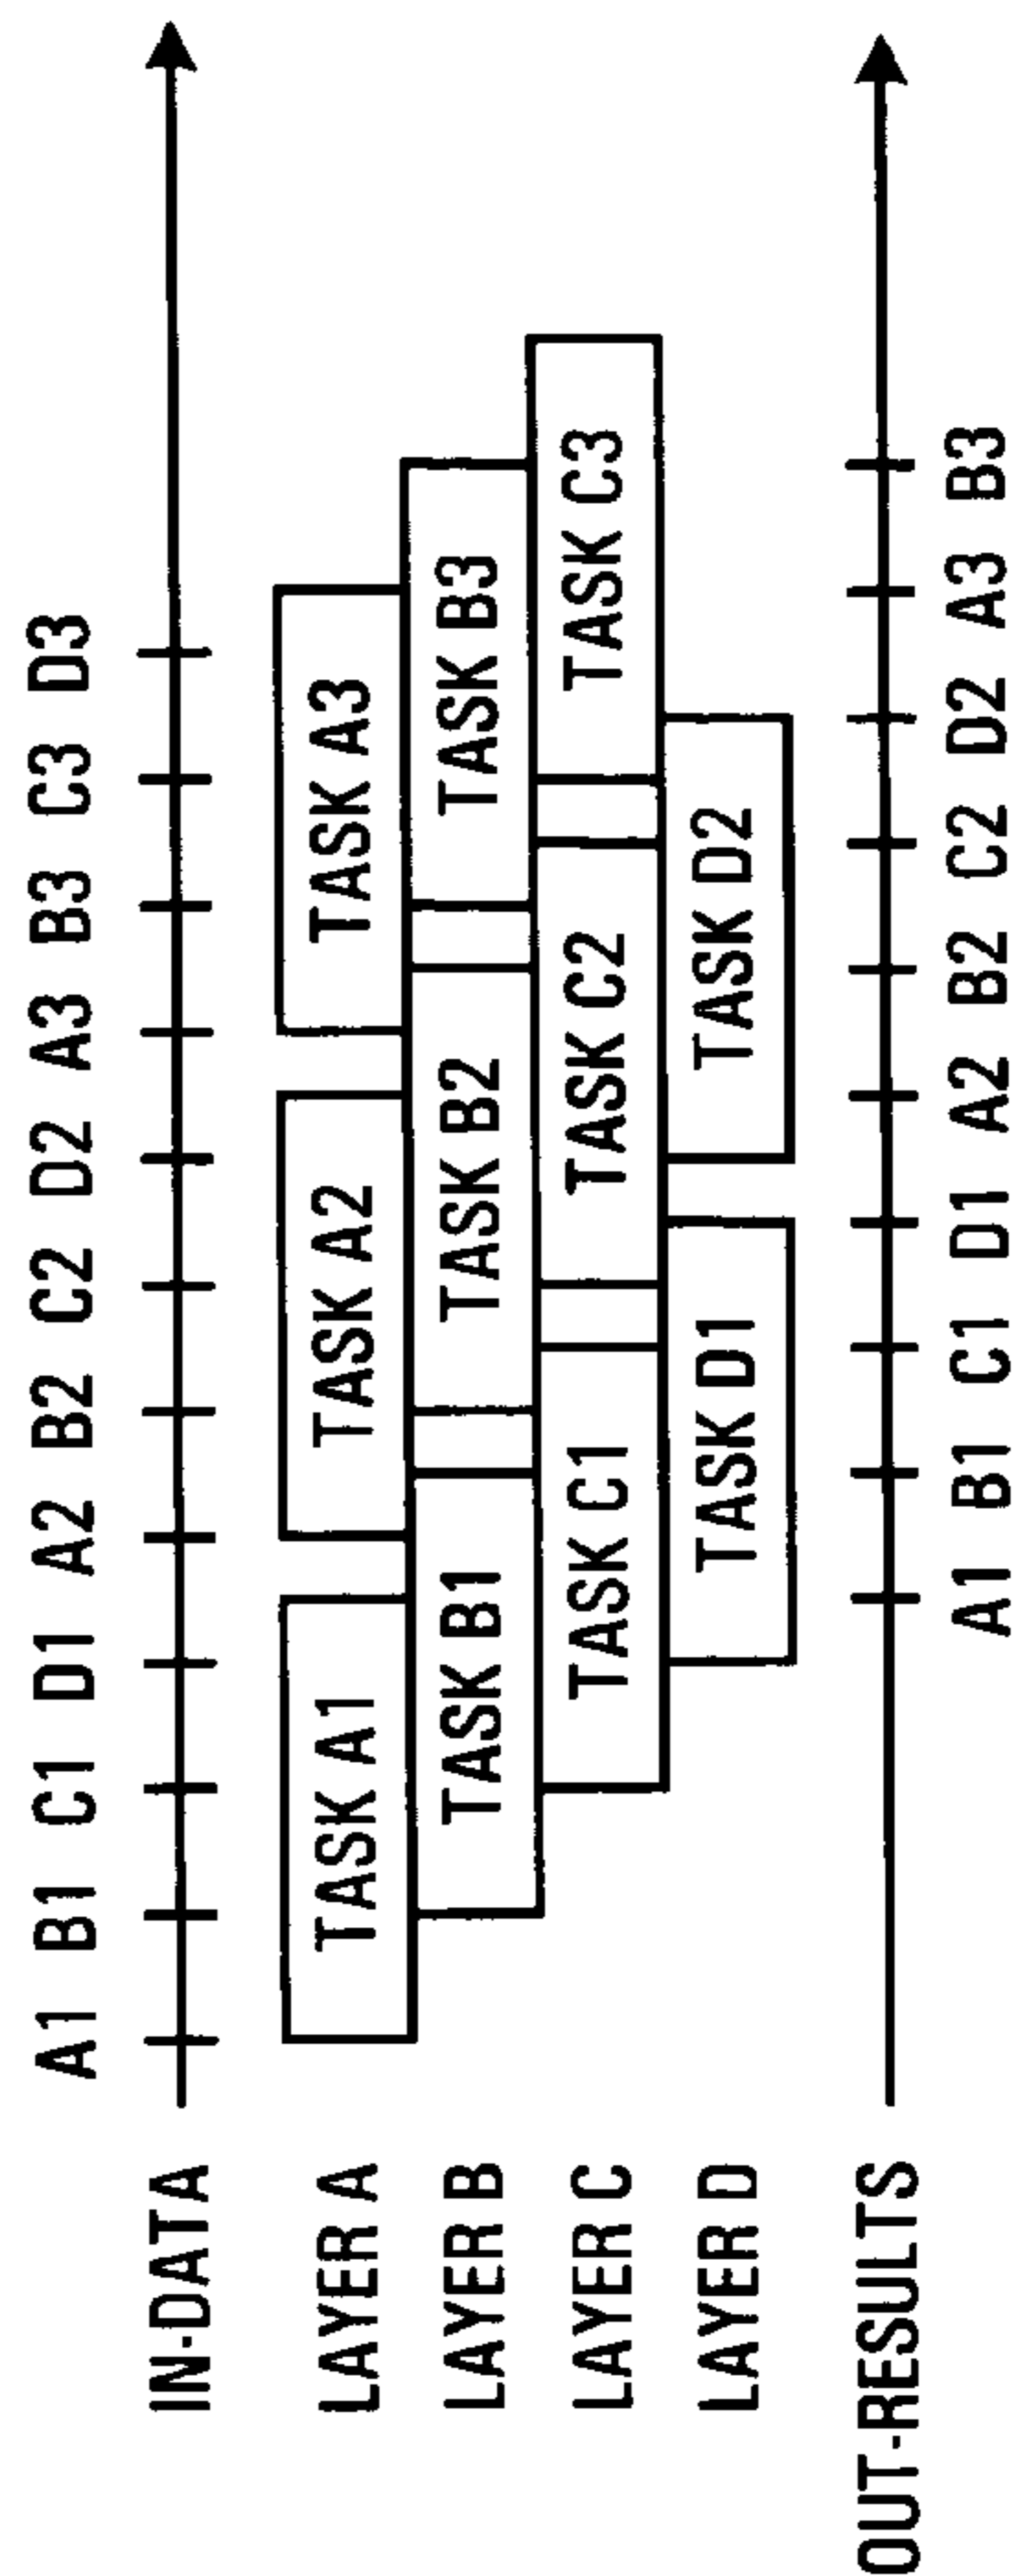 A1 B1 C1 D1 A2 B2 C2 D2 A3 B3 C3 D3
IN-DATA
LAYER A TASK A1 TASK A2 TASK A3
LAYER B TASK B1 TASK B2 TASK B3
LAYER C TASK C1 TASK C2 TASK C3
LAYER D TASK D1 TASK D2
OUT-RESULTS
A1 B1 C1 D1 A2 B2 C2 D2 A3 B3